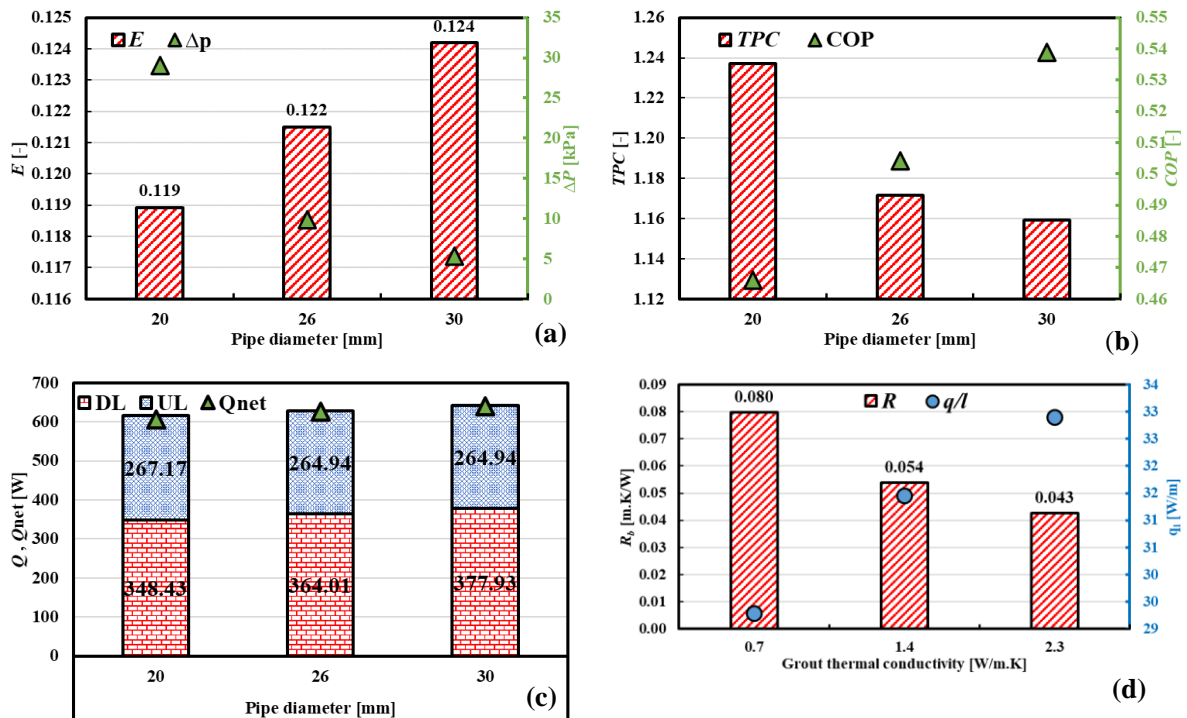 0.125
0.124
0.123
0.122
0.121
0.120
0.119
0.118
0.117
0.116
E [-]
E Δp
0.119
0.122
0.124
35
30
25
20
15
10
5
0
ΔP [kPa]
20 26 30
Pipe diameter [mm]
(a)
1.26
1.24
1.22
1.20
1.18
1.16
1.14
1.12
TPC [-]
TPC COP
0.55
0.54
0.53
0.52
0.51
0.5
0.49
0.48
0.47
0.46
COP [-]
20 26 30
Pipe diameter [mm]
(b)
700
600
500
400
300
200
100
0
Q , Qnet [W]
DL UL Qnet
267.17 264.94 264.94
348.43 364.01 377.93
20 26 30
Pipe diameter [mm]
(c)
0.09
0.08
0.07
0.06
0.05
0.04
0.03
0.02
0.01
0.00
Rb [m.K/W]
R q/l
0.080
0.054
0.043
34
33
33
32
32
31
31
30
30
29
ql [W/m]
0.7 1.4 2.3
Grout thermal conductivity [W/m.K]
(d)